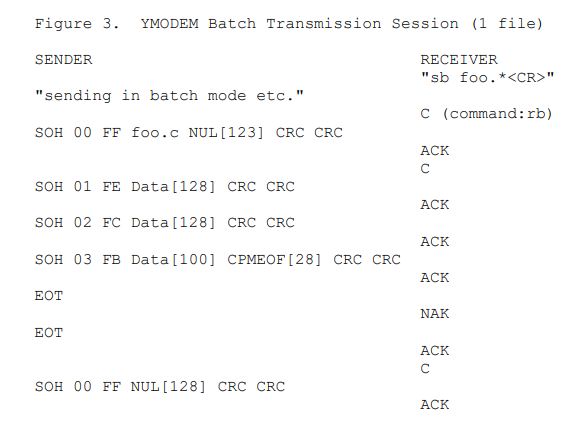 Figure 3.  YMODEM Batch Transmission Session (1 file)
SENDER                                  RECEIVER
                                        "sb foo.*<CR>"
"sending in batch mode etc."
                                        C (command:rb)
SOH 00 FF foo.c NUL[123] CRC CRC
                                        ACK
                                        C
SOH 01 FE Data[128] CRC CRC
                                        ACK
SOH 02 FC Data[128] CRC CRC
                                        ACK
SOH 03 FB Data[100] CPMEOF[28] CRC CRC
                                        ACK
EOT
                                        NAK
EOT
                                        ACK
                                        C
SOH 00 FF NUL[128] CRC CRC
                                        ACK